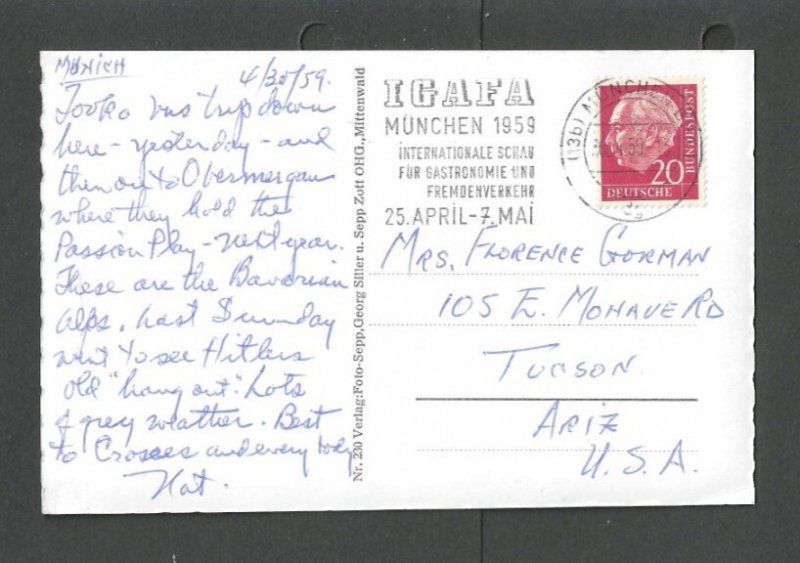 MUNICH
4/30/59.
Took a bus trip down
here - yesterday - and
then on to Obermergau
where they hold the
Passion Play - next year.
These are the Bavarian
Alps. Last Sunday
went to see Hitlers
old "hang out". Lots
of grey weather. Best
to Crosses and every body
Nat.
Nr. 230 Verlag: Foto-Sepp, Georg Siller u. Sepp Zott OHG., Mittenwald
IGAFA
MÜNCHEN 1959
INTERNATIONALE SCHAU
FÜR GASTRONOMIE UND
FREMDENVERKEHR
25. APRIL - 7. MAI
(13b) MÜNCH
20
DEUTSCHE
BUNDESPOST
MRS. FLORENCE GORMAN
105 E. MOHAVE RD
TUCSON
ARIZ
U.S.A.